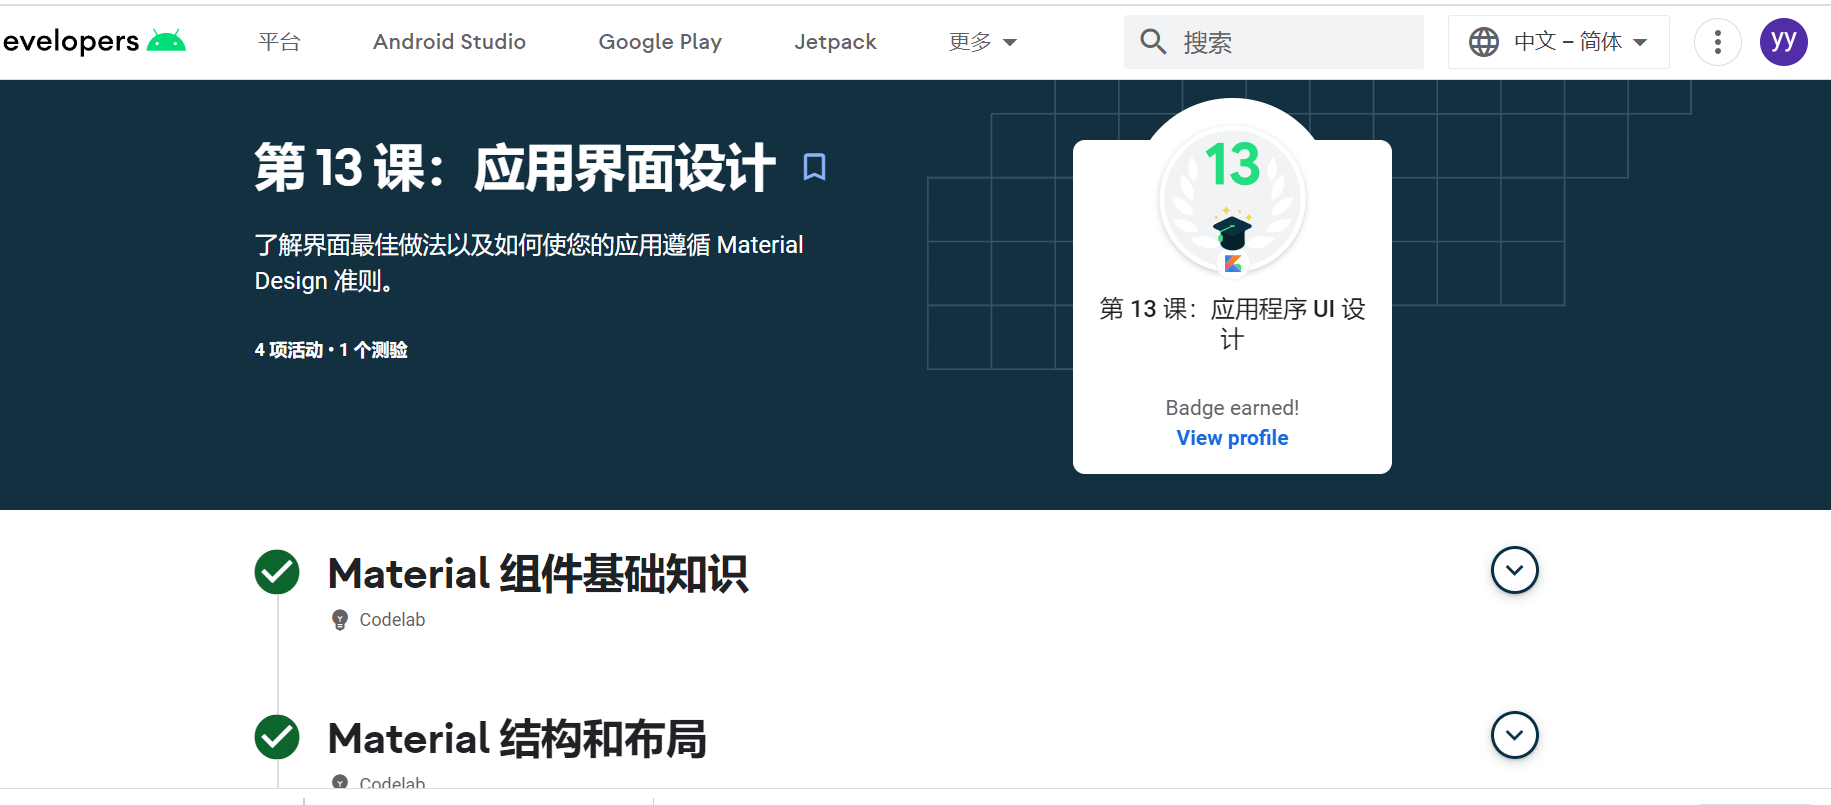 evelopers
平台
Android Studio
Google Play
Jetpack
更多
搜索
中文 – 简体
yy
第 13 课：应用界面设计
了解界面最佳做法以及如何使您的应用遵循 Material
Design 准则。
4 项活动 • 1 个测验
13
第 13 课：应用程序 UI 设
计
Badge earned!
View profile
Material 组件基础知识
Codelab
Material 结构和布局
Codelab